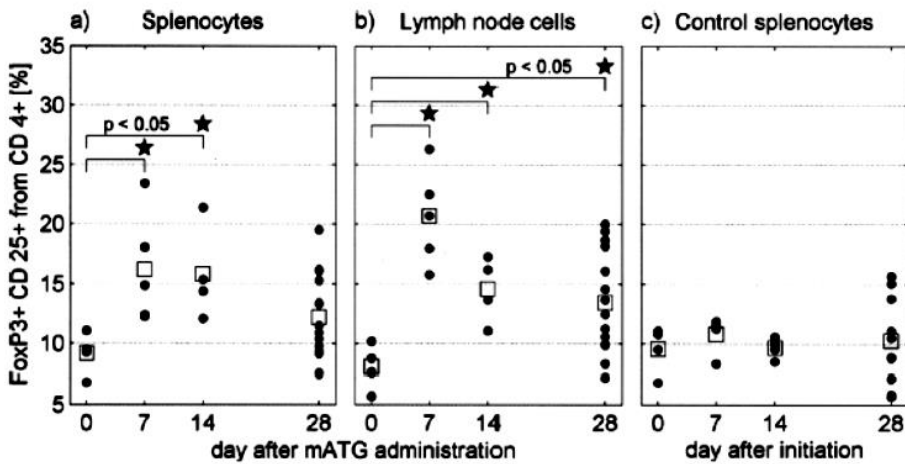 a) Splenocytes
b) Lymph node cells
c) Control splenocytes
FoxP3+ CD 25+ from CD 4+ [%]
35
30
25
20
15
10
5
p < 0.05
p < 0.05
0 7 14 28
0 7 14 28
0 7 14 28
day after mATG administration
day after initiation